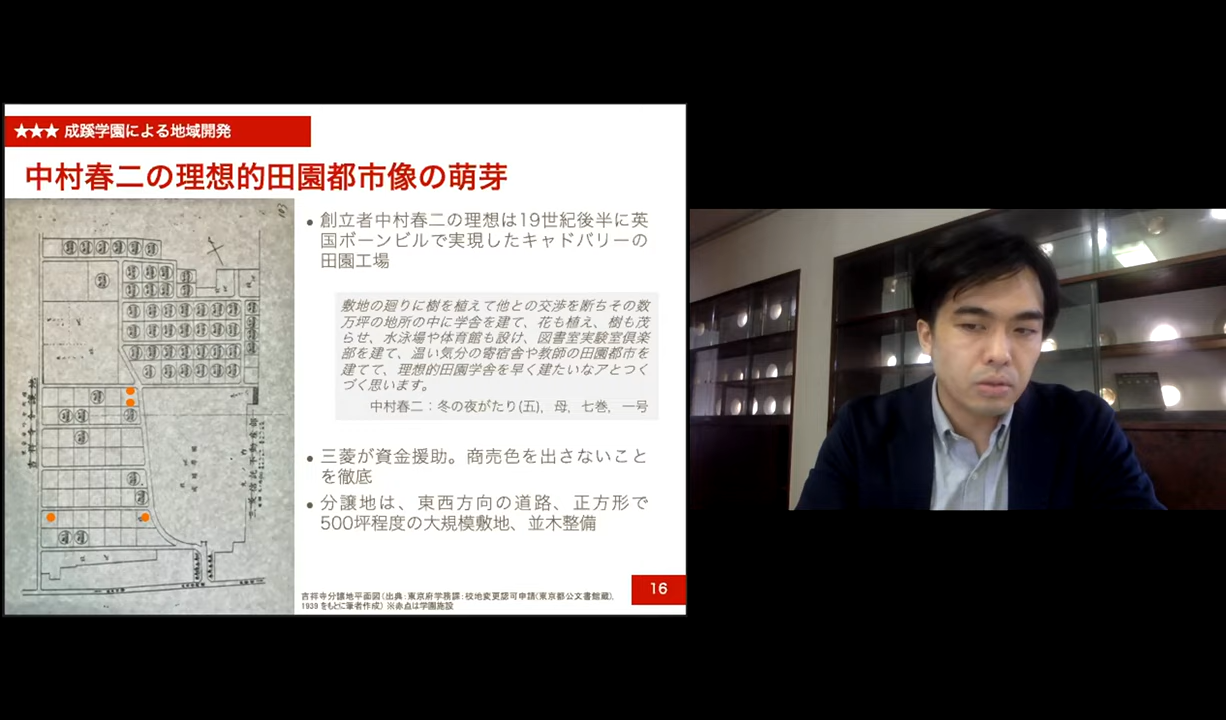 ★★★ 成蹊学園による地域開発
中村春二の理想的田園都市像の萌芽
• 創立者中村春二の理想は19世紀後半に英
国ボーンビルで実現したキャドバリーの
田園工場
敷地の廻りに樹を植えて他との交渉を断ちその数
万坪の地所の中に学舎を建て、花も植え、樹も茂
らせ、水泳場や体育館も設け、図書室実験室倶楽
部を建て、温い気分の寄宿舎や教師の田園都市を
建てて、理想的田園学舎を早く建たいなアとつく
づく思います。
中村春二：冬の夜がたり(五), 母, 七巻, 一号
• 三菱が資金援助。商売色を出さないこと
を徹底
• 分譲地は、東西方向の道路、正方形で
500坪程度の大規模敷地、並木整備
吉祥寺分譲地平面図(出典：東京府学務課：校地変更認可申請(東京都公文書館蔵),
1939 をもとに筆者作成) ※赤点は学園施設
16